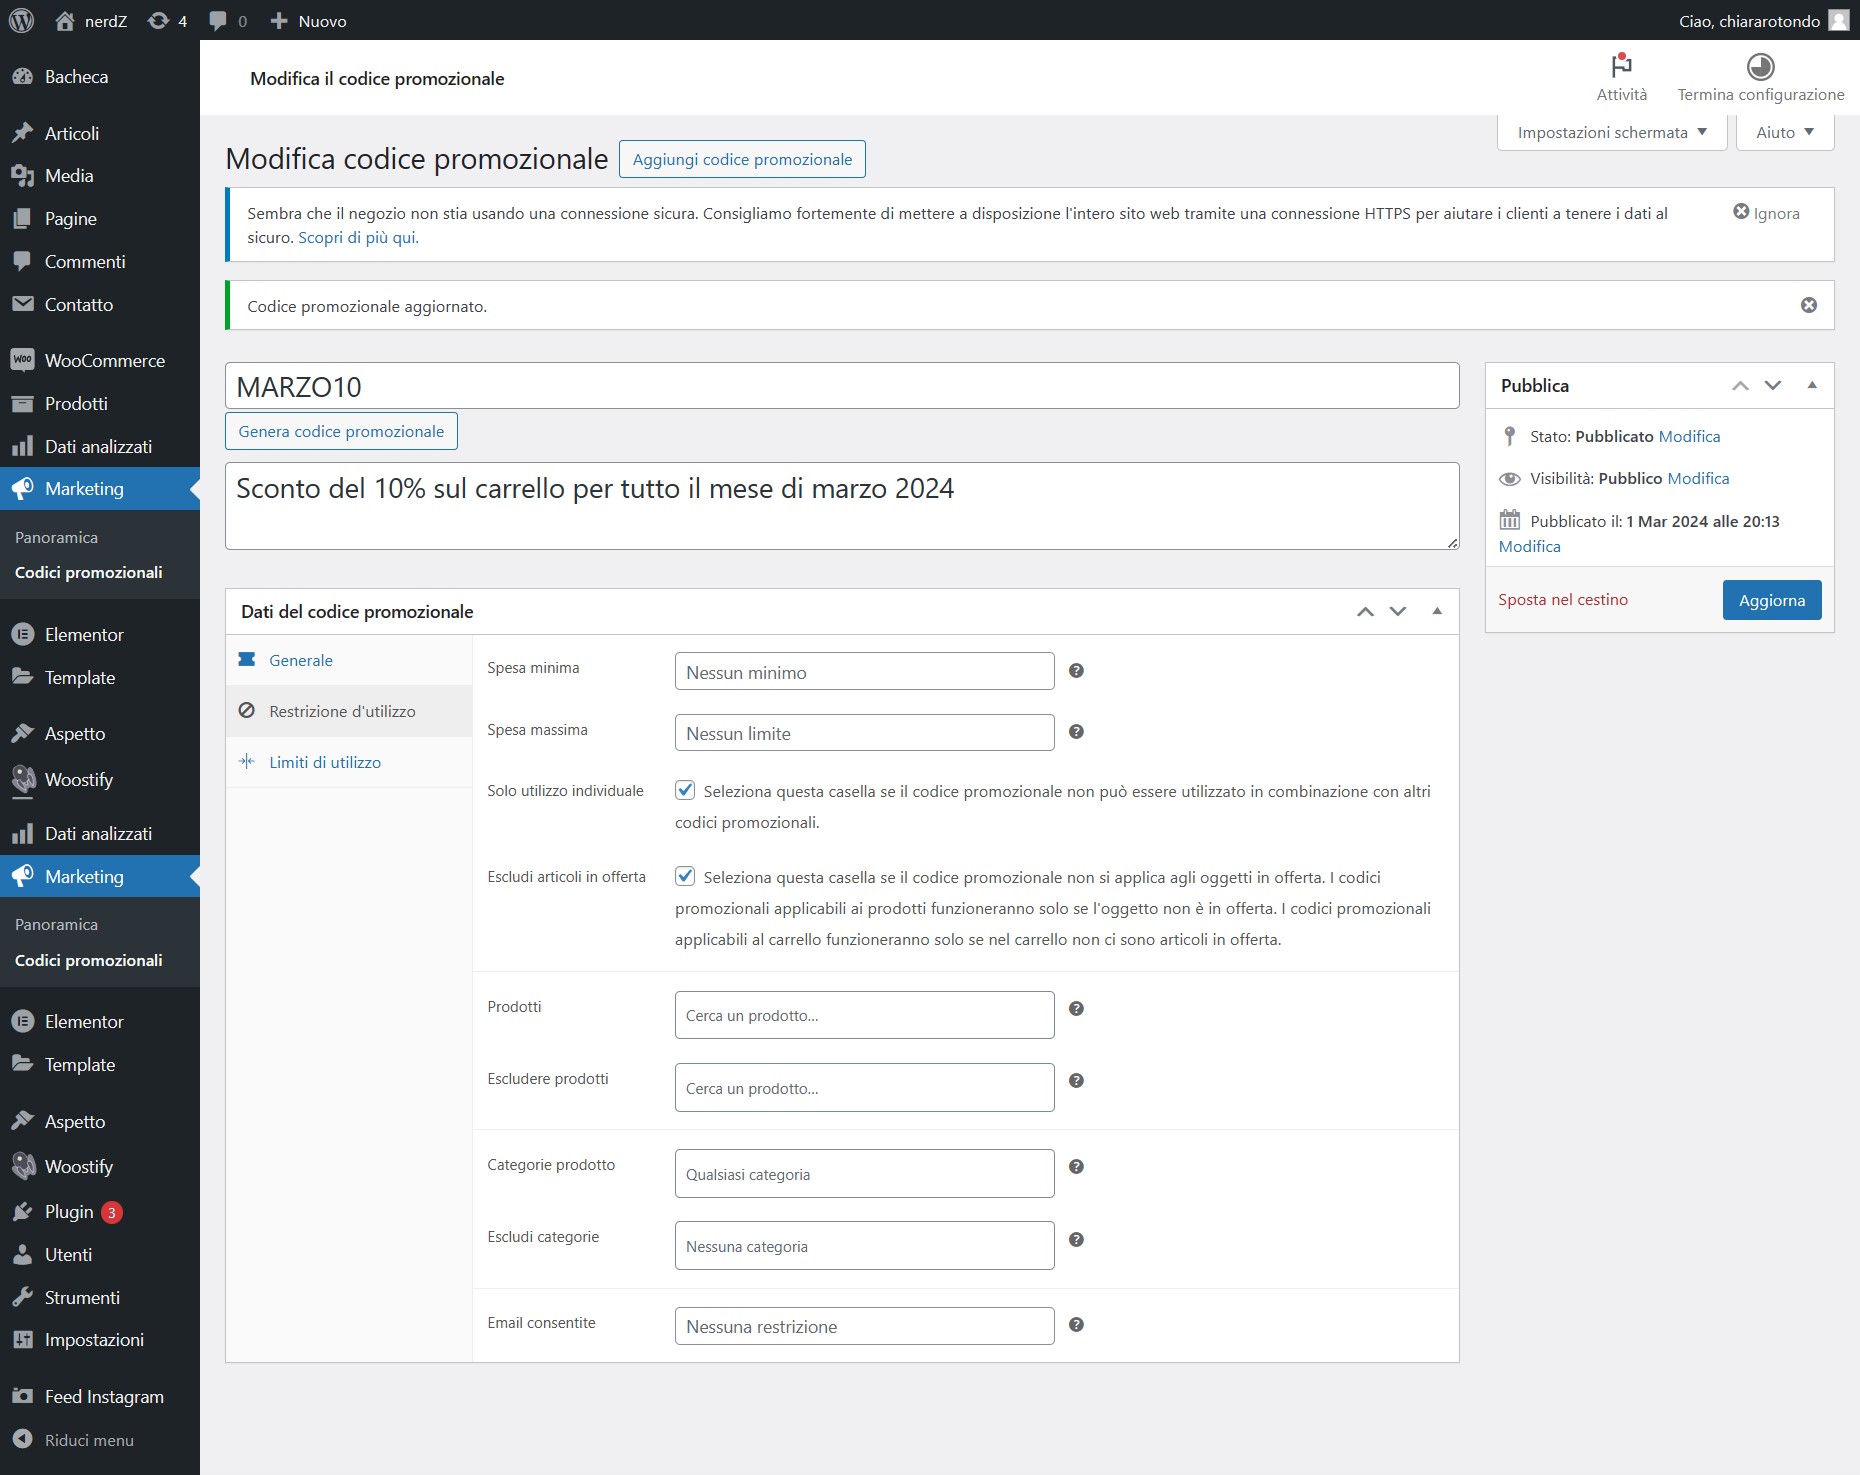 nerdZ
4
0
Nuovo
Ciao, chiararotondo
Bacheca
Articoli
Media
Pagine
Commenti
Contatto
Woo
WooCommerce
Prodotti
Dati analizzati
Marketing
Panoramica
Codici promozionali
Elementor
Template
Aspetto
Woostify
Dati analizzati
Marketing
Panoramica
Codici promozionali
Elementor
Template
Aspetto
Woostify
Plugin 3
Utenti
Strumenti
Impostazioni
Feed Instagram
Riduci menu
Modifica il codice promozionale
Attività
Termina configurazione
Impostazioni schermata
Aiuto
Modifica codice promozionale
Aggiungi codice promozionale
Sembra che il negozio non stia usando una connessione sicura. Consigliamo fortemente di mettere a disposizione l'intero sito web tramite una connessione HTTPS per aiutare i clienti a tenere i dati al
sicuro. Scopri di più qui.
Ignora
Codice promozionale aggiornato.
MARZO10
Genera codice promozionale
Sconto del 10% sul carrello per tutto il mese di marzo 2024
Dati del codice promozionale
Generale
Restrizione d'utilizzo
Limiti di utilizzo
Spesa minima
Nessun minimo
Spesa massima
Nessun limite
Solo utilizzo individuale
Seleziona questa casella se il codice promozionale non può essere utilizzato in combinazione con altri
codici promozionali.
Escludi articoli in offerta
Seleziona questa casella se il codice promozionale non si applica agli oggetti in offerta. I codici
promozionali applicabili ai prodotti funzioneranno solo se l'oggetto non è in offerta. I codici promozionali
applicabili al carrello funzioneranno solo se nel carrello non ci sono articoli in offerta.
Prodotti
Cerca un prodotto...
Escludere prodotti
Cerca un prodotto...
Categorie prodotto
Qualsiasi categoria
Escludi categorie
Nessuna categoria
Email consentite
Nessuna restrizione
Pubblica
Stato: Pubblicato Modifica
Visibilità: Pubblico Modifica
Pubblicato il: 1 Mar 2024 alle 20:13
Modifica
Sposta nel cestino
Aggiorna